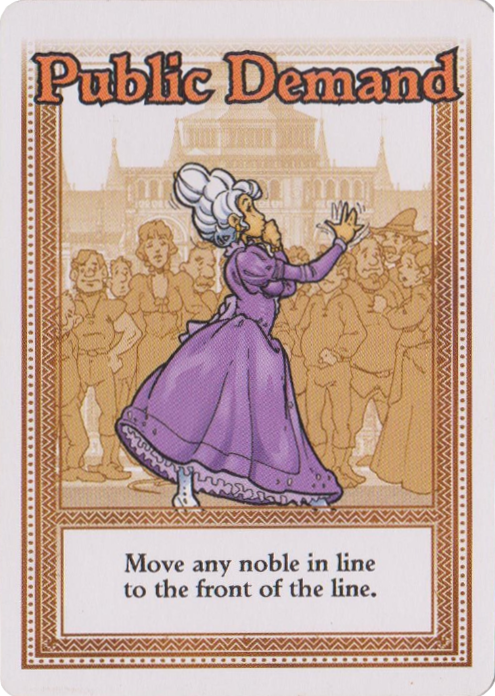 Public Demand
Move any noble in line
to the front of the line.